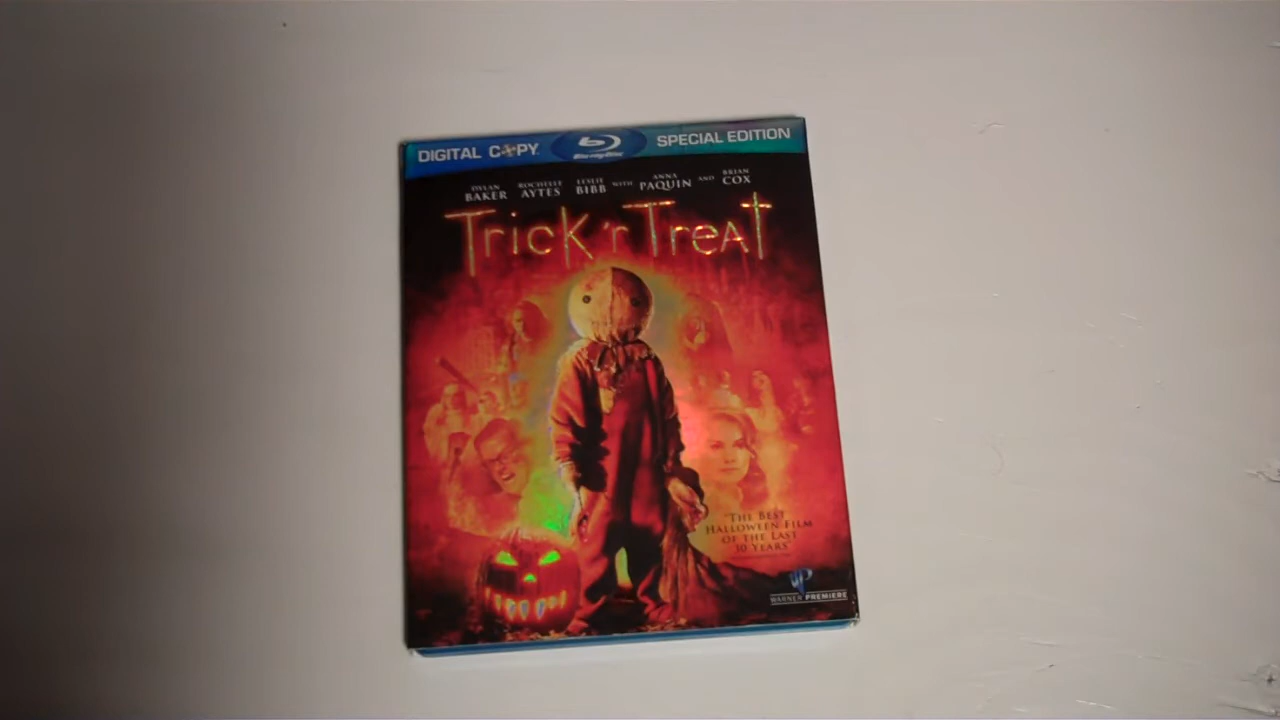 DIGITAL COPY Blu-ray Disc SPECIAL EDITION
DYLAN BAKER ROCHELLE AYTES LESLIE BIBB WITH ANNA PAQUIN AND BRIAN COX
Trick 'r Treat
"THE BEST
HALLOWEEN FILM
OF THE LAST
30 YEARS"
WARNER PREMIERE